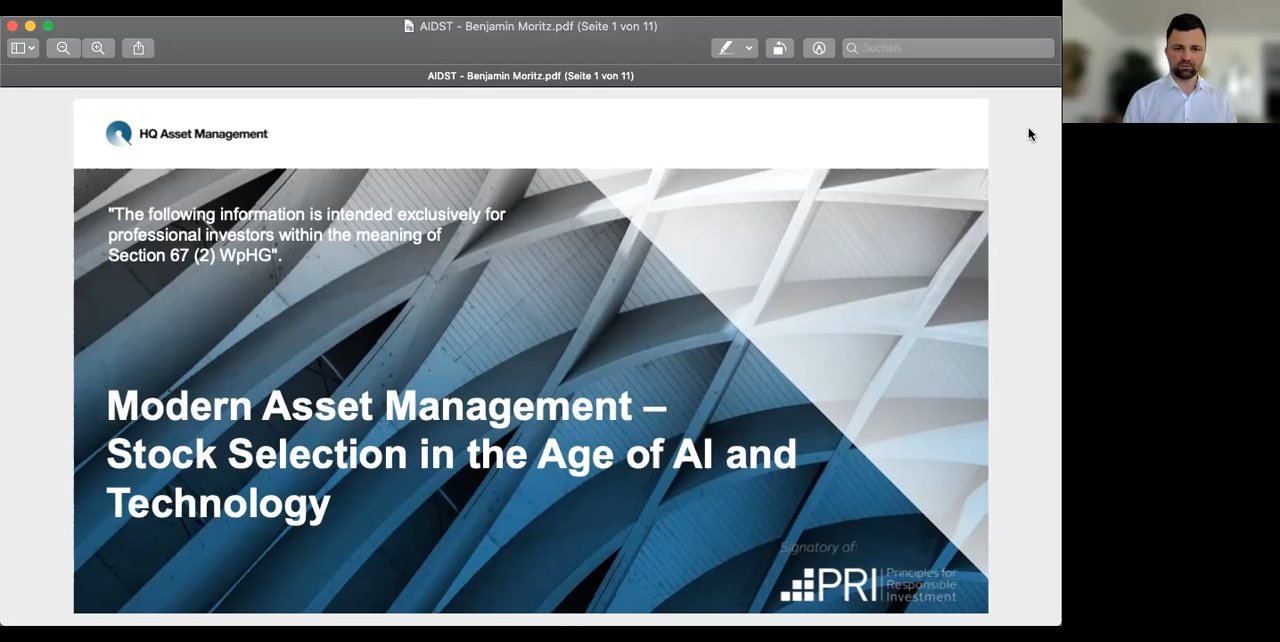 AIDST - Benjamin Moritz.pdf (Seite 1 von 11)
Suchen
AIDST - Benjamin Moritz.pdf (Seite 1 von 11)
HQ Asset Management
"The following information is intended exclusively for
professional investors within the meaning of
Section 67 (2) WpHG".
Modern Asset Management –
Stock Selection in the Age of AI and
Technology
Signatory of:
PRI
Principles for
Responsible
Investment